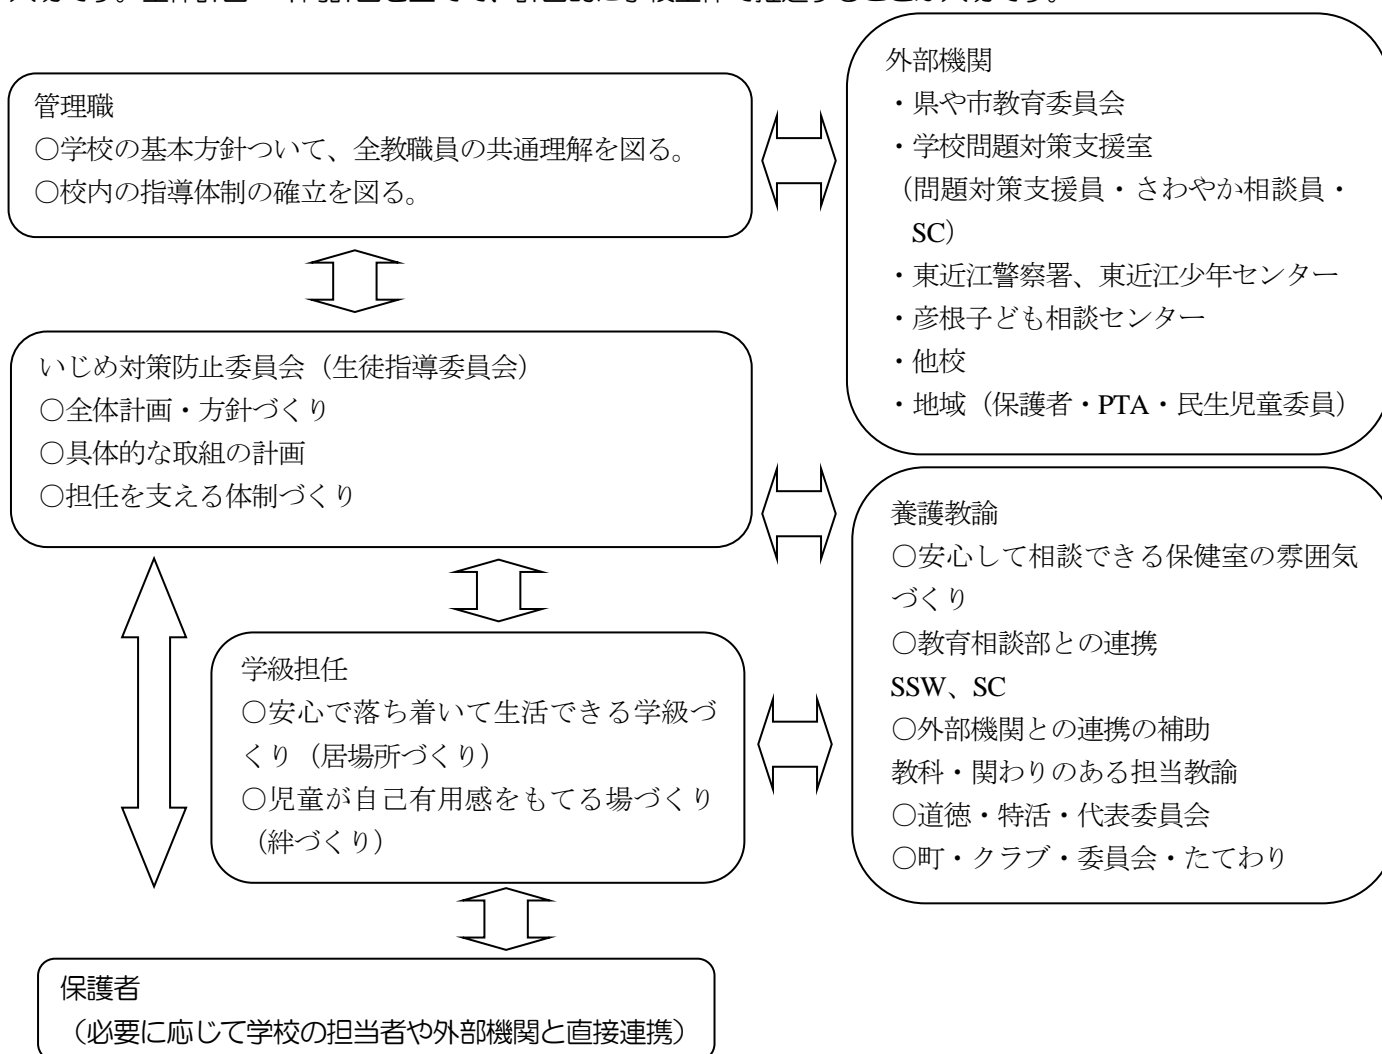 管理職
○学校の基本方針ついて、全教職員の共通理解を図る。
○校内の指導体制の確立を図る。
外部機関
・県や市教育委員会
・学校問題対策支援室
（問題対策支援員・さわやか相談員・
SC）
・東近江警察署、東近江少年センター
・彦根子ども相談センター
・他校
・地域（保護者・PTA・民生児童委員）
いじめ対策防止委員会（生徒指導委員会）
○全体計画・方針づくり
○具体的な取組の計画
○担任を支える体制づくり
養護教諭
○安心して相談できる保健室の雰囲気
づくり
○教育相談部との連携
SSW、SC
○外部機関との連携の補助
教科・関わりのある担当教諭
○道徳・特活・代表委員会
○町・クラブ・委員会・たてわり
学級担任
○安心で落ち着いて生活できる学級づ
くり（居場所づくり）
○児童が自己有用感をもてる場づくり
（絆づくり）
保護者
（必要に応じて学校の担当者や外部機関と直接連携）